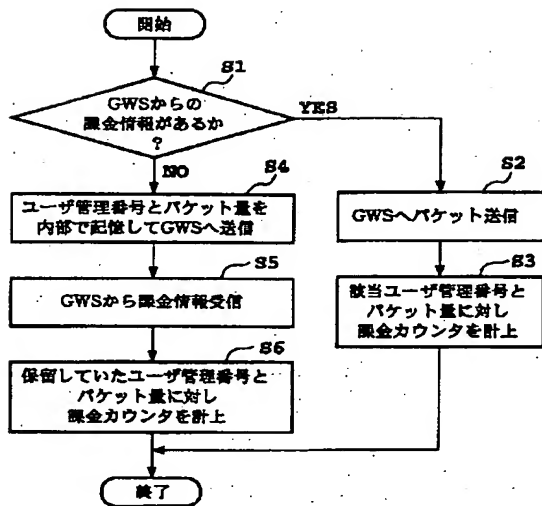 開始
S1
GWSからの
課金情報があるか
?
YES
NO
S4
ユーザ管理番号とパケット量を
内部で記憶してGWSへ送信
S2
GWSへパケット送信
S5
GWSから課金情報受信
S3
該当ユーザ管理番号と
パケット量に対し
課金カウンタを計上
S6
保留していたユーザ管理番号と
パケット量に対し
課金カウンタを計上
終了